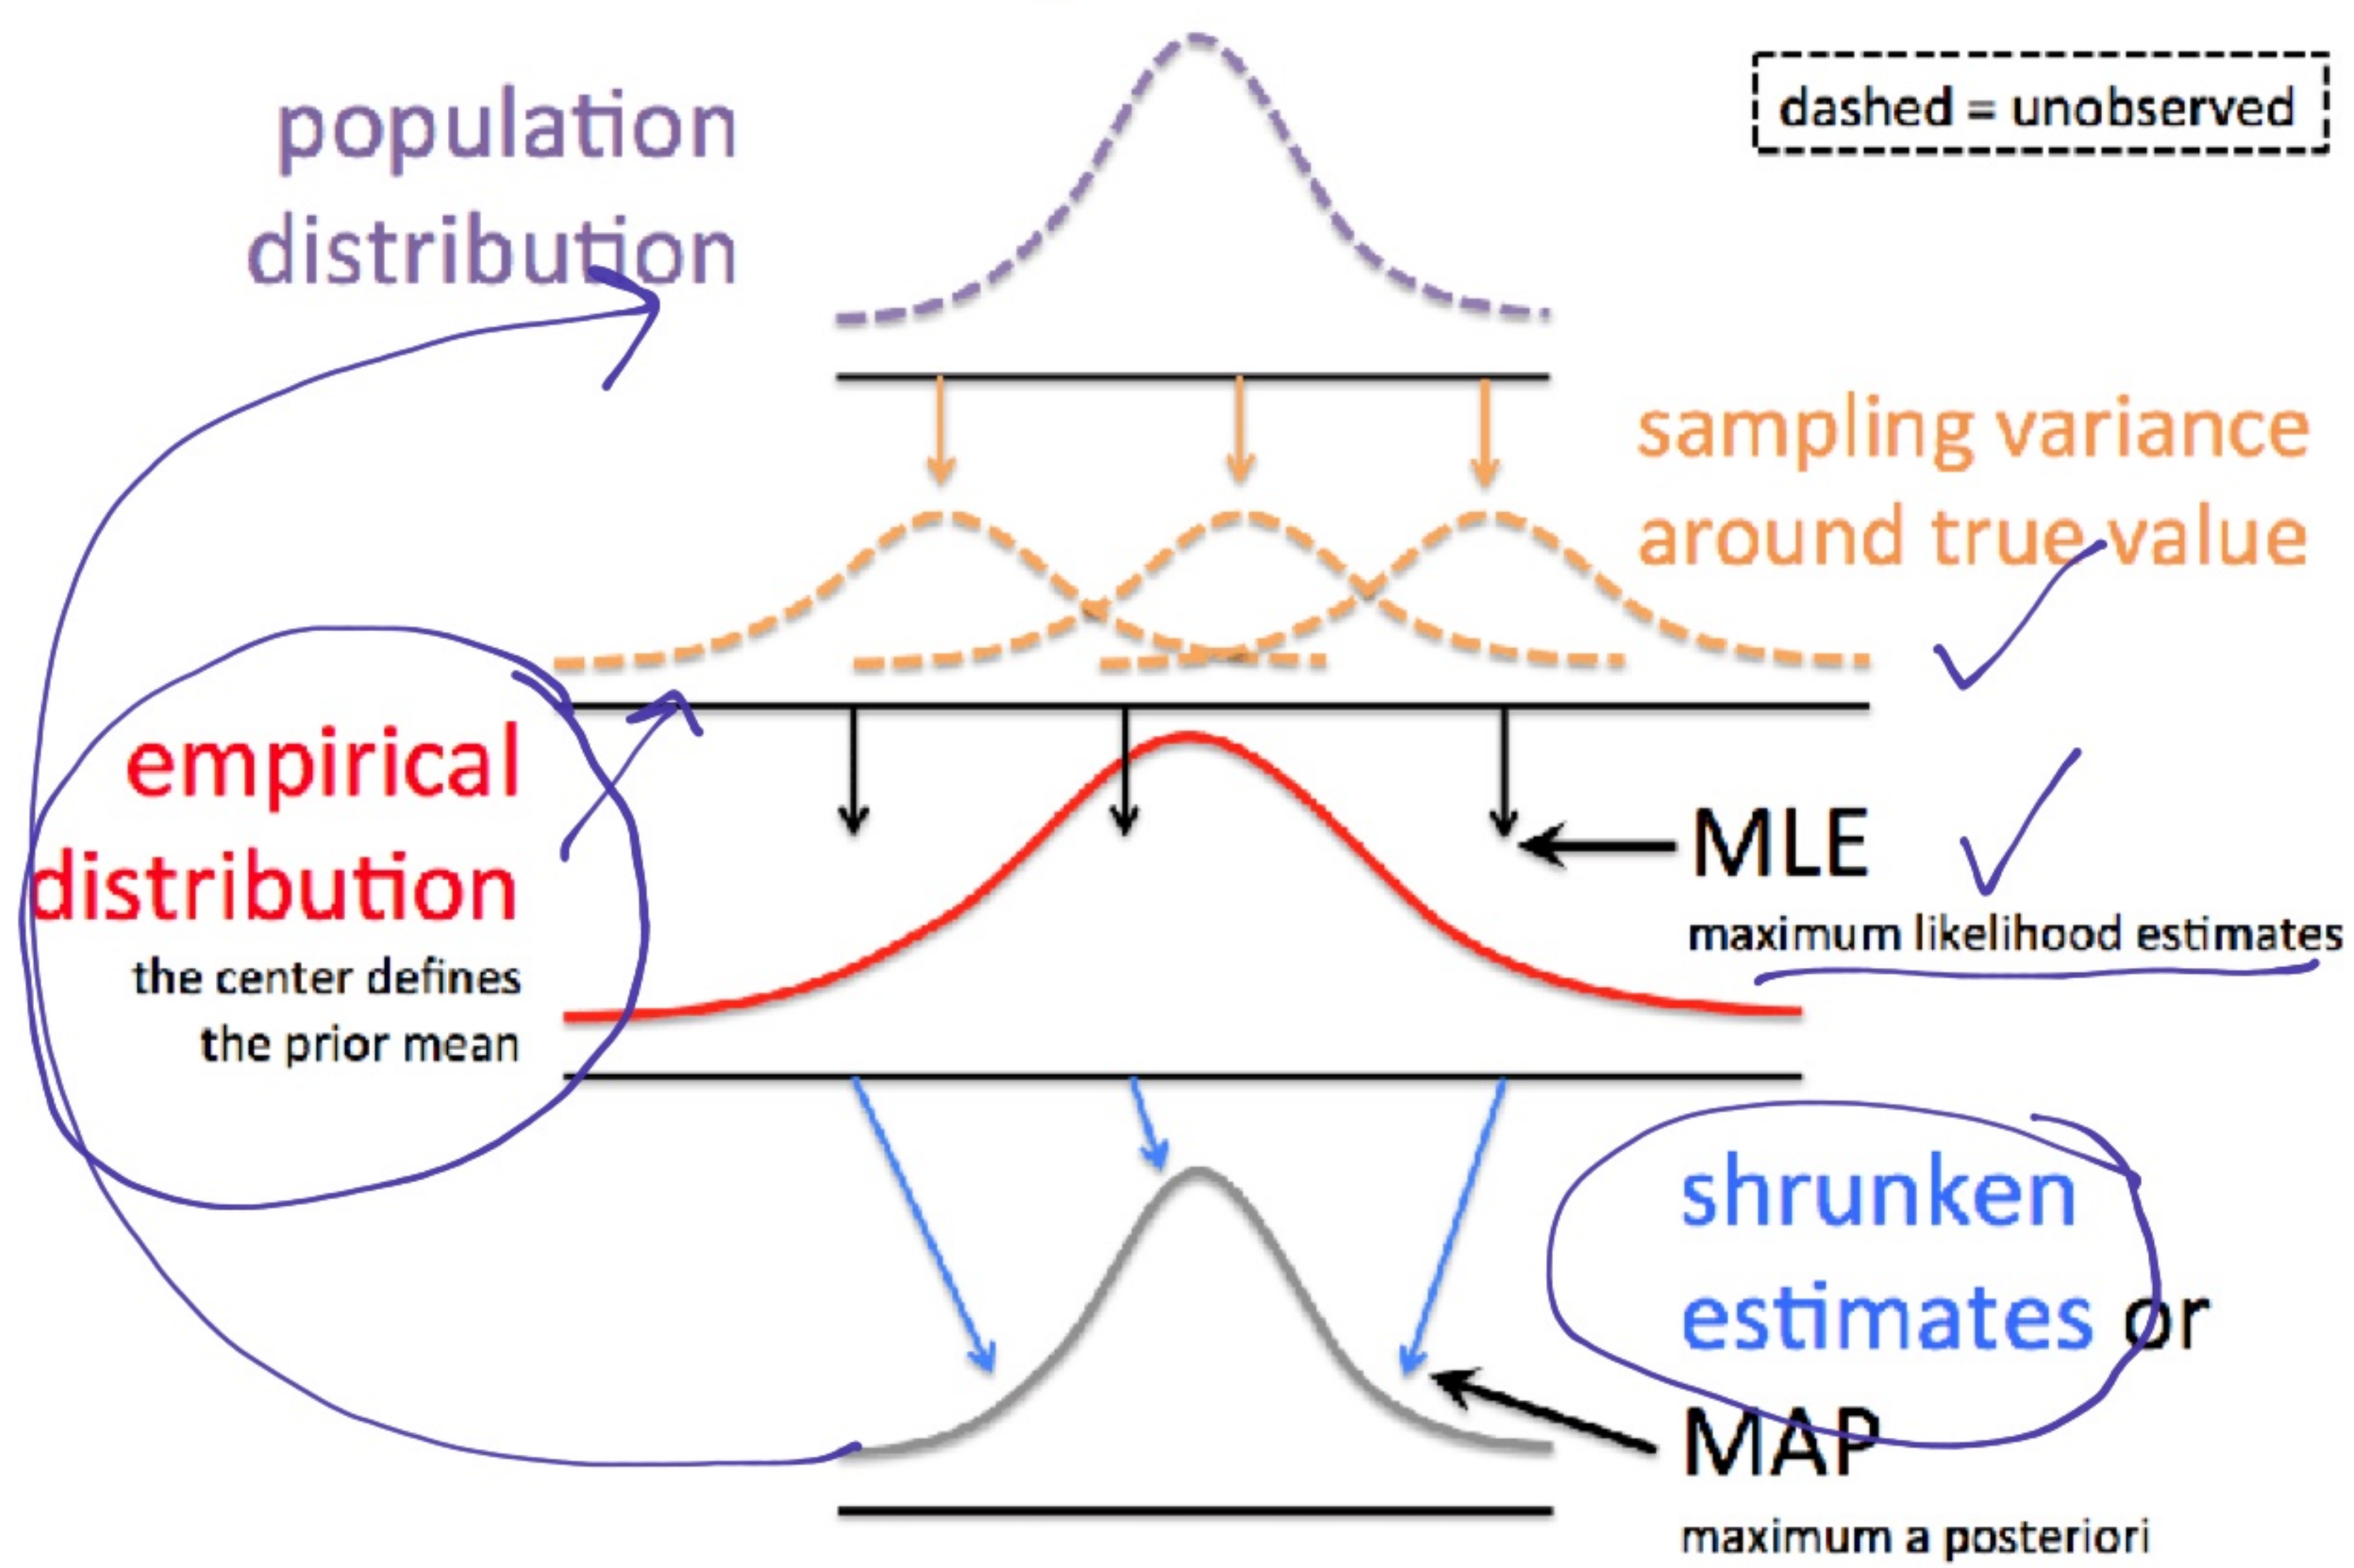 population
distribution
dashed = unobserved
sampling variance
around true value
empirical
distribution
the center defines
the prior mean
MLE
maximum likelihood estimates
shrunken
estimates or
MAP
maximum a posteriori